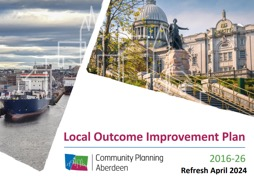 Local Outcome Improvement Plan
Community Planning
Aberdeen
2016-26
Refresh April 2024